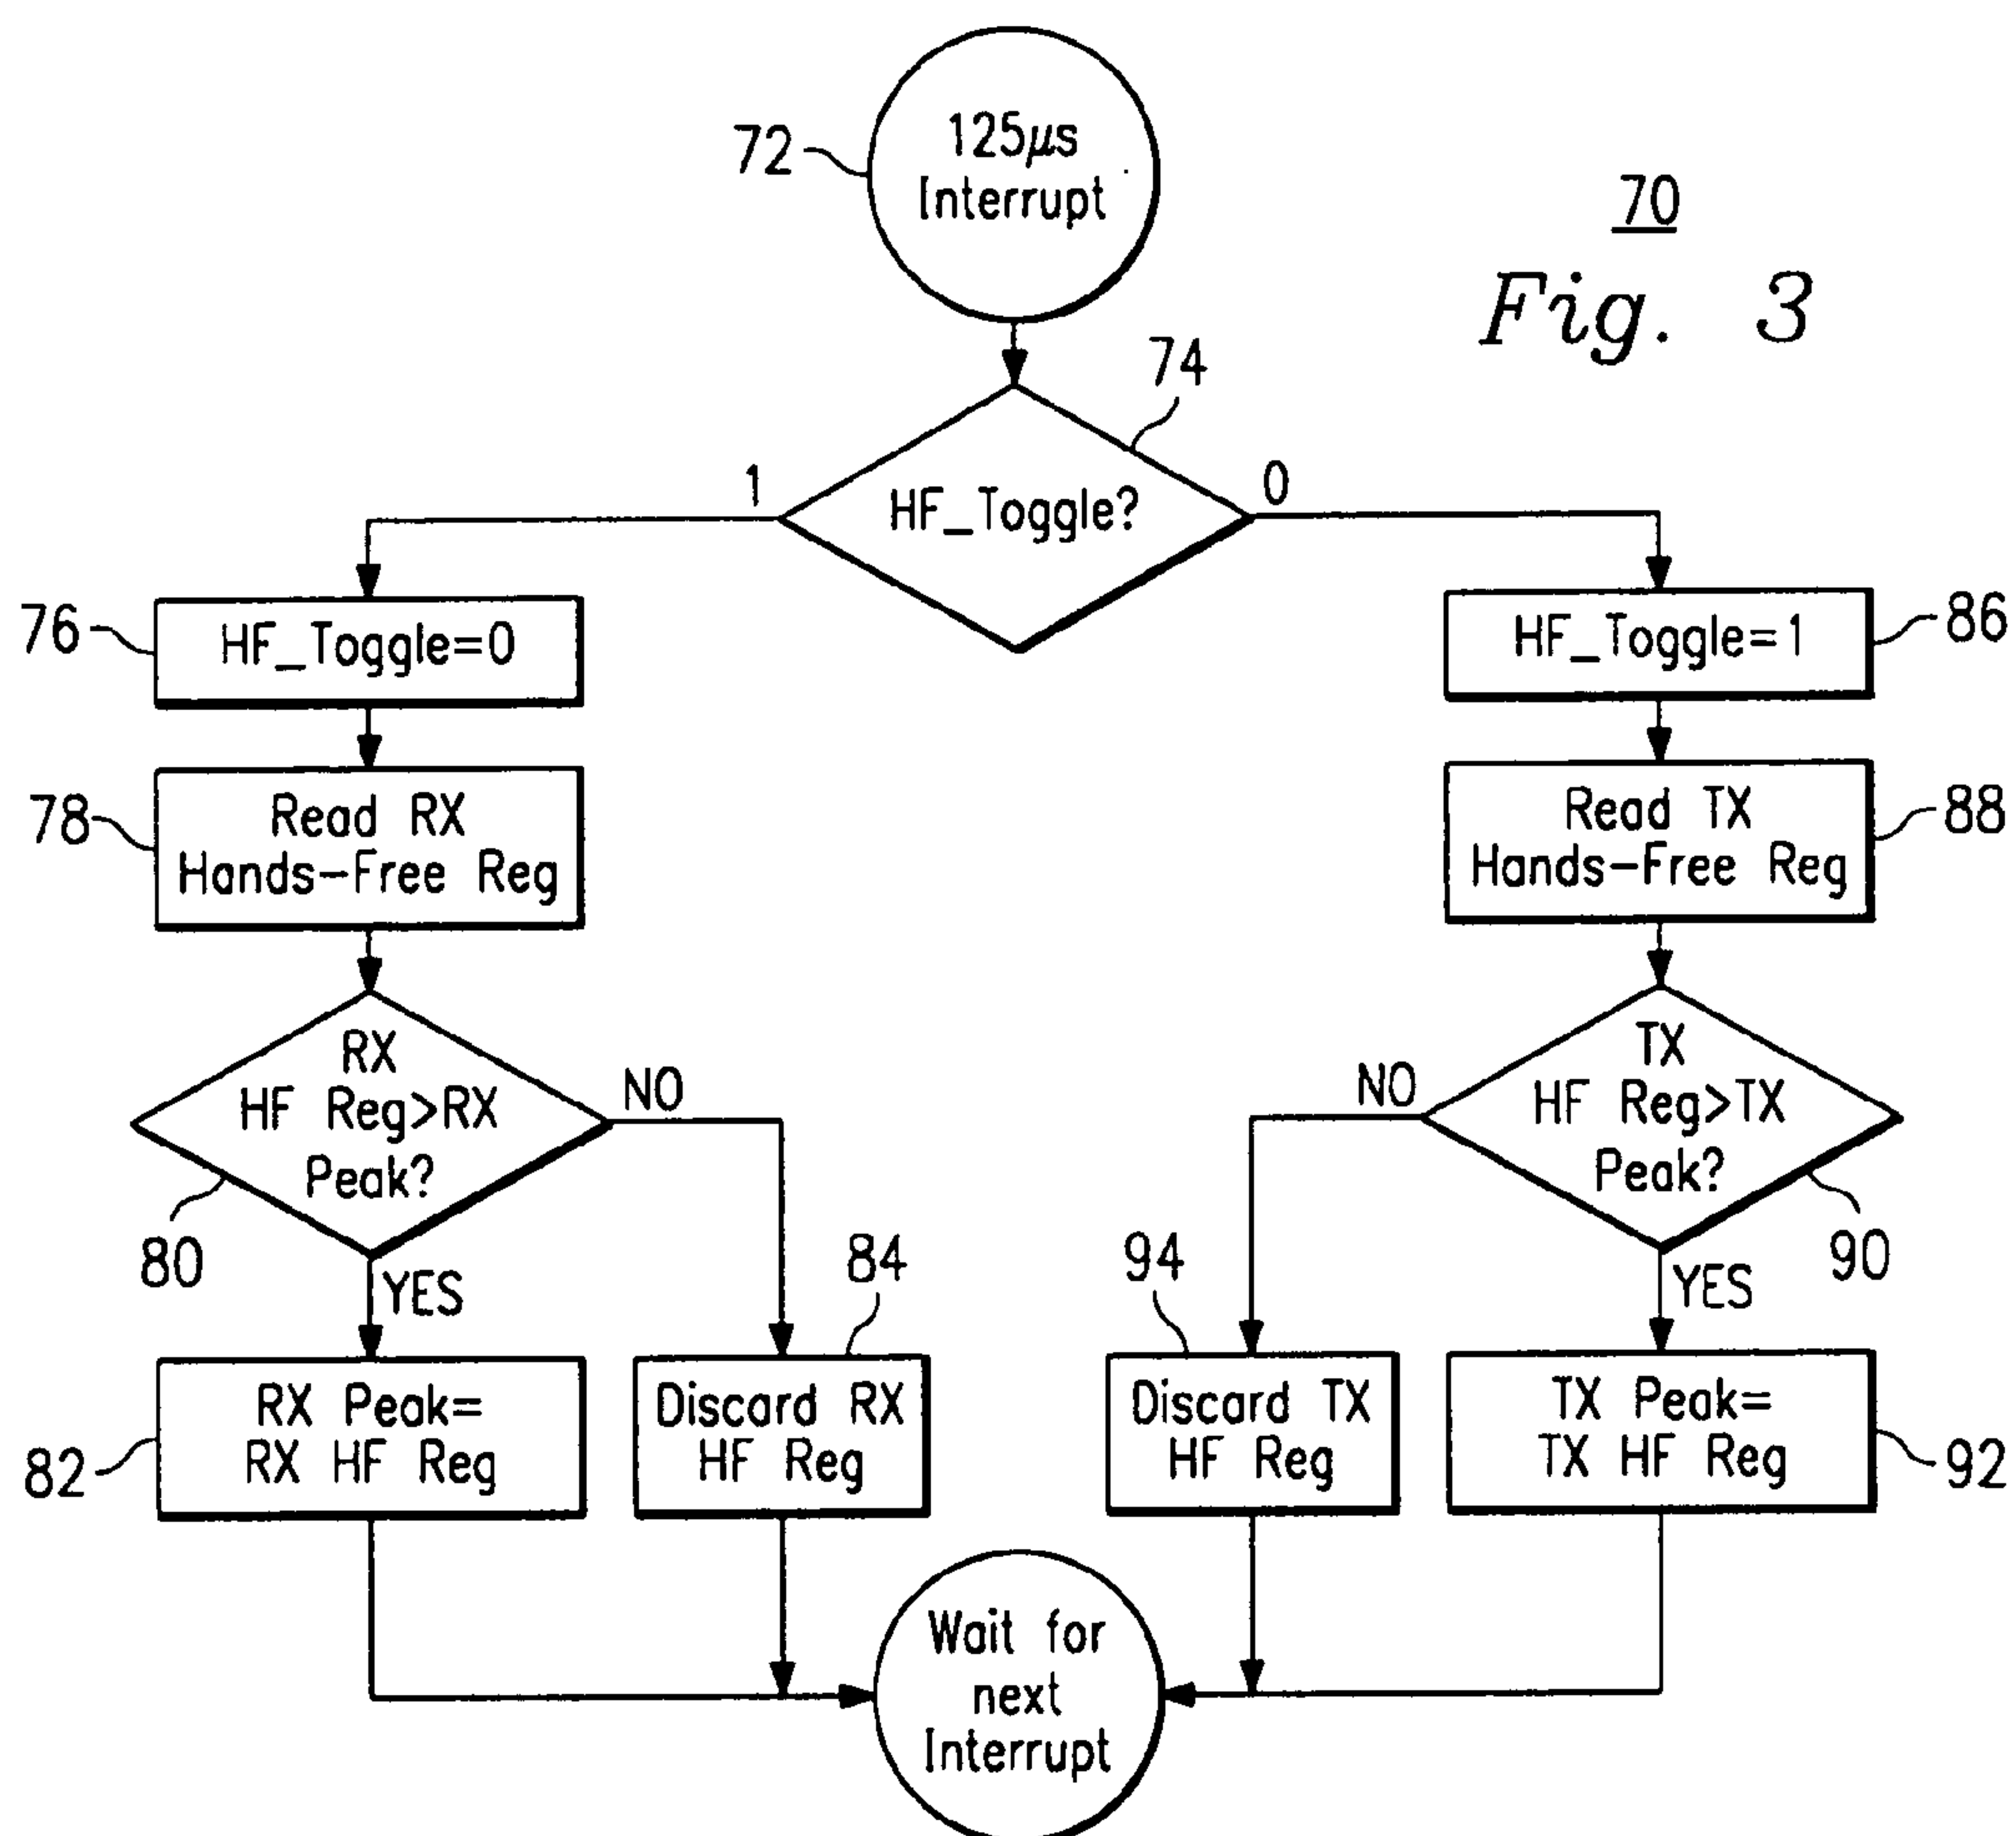 72
125μs
Interrupt
70
Fig. 3
74
1
HF_Toggle?
0
76
HF_Toggle=0
HF_Toggle=1
86
78
Read RX
Hands-Free Reg
Read TX
Hands-Free Reg
88
RX
HF Reg>RX
Peak?
NO
80
YES
NO
TX
HF Reg>TX
Peak?
90
YES
84
94
82
RX Peak=
RX HF Reg
Discard RX
HF Reg
Discard TX
HF Reg
TX Peak=
TX HF Reg
92
Wait for
next
Interrupt